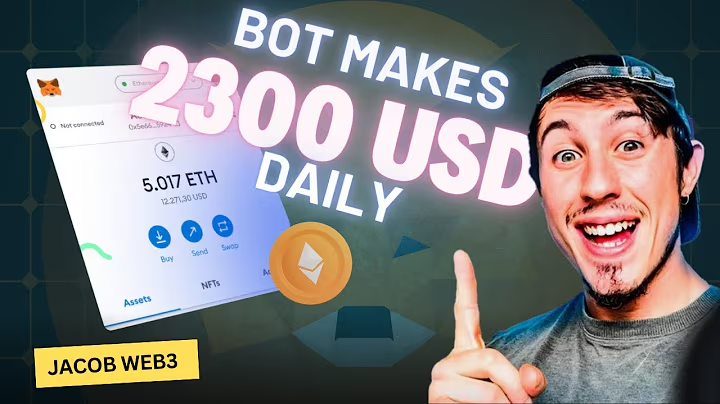 BOT MAKES
2300 USD
DAILY
Not connected
5.017 ETH
12.271,30 USD
Buy
Send
Swap
Assets
NFTs
JACOB WEB3